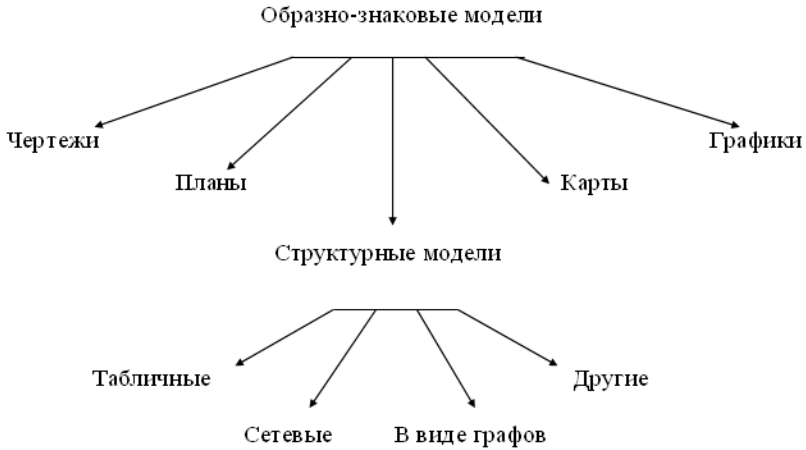 Образно-знаковые модели
Чертежи
Графики
Планы
Карты
Структурные модели
Табличные
Другие
Сетевые
В виде графов